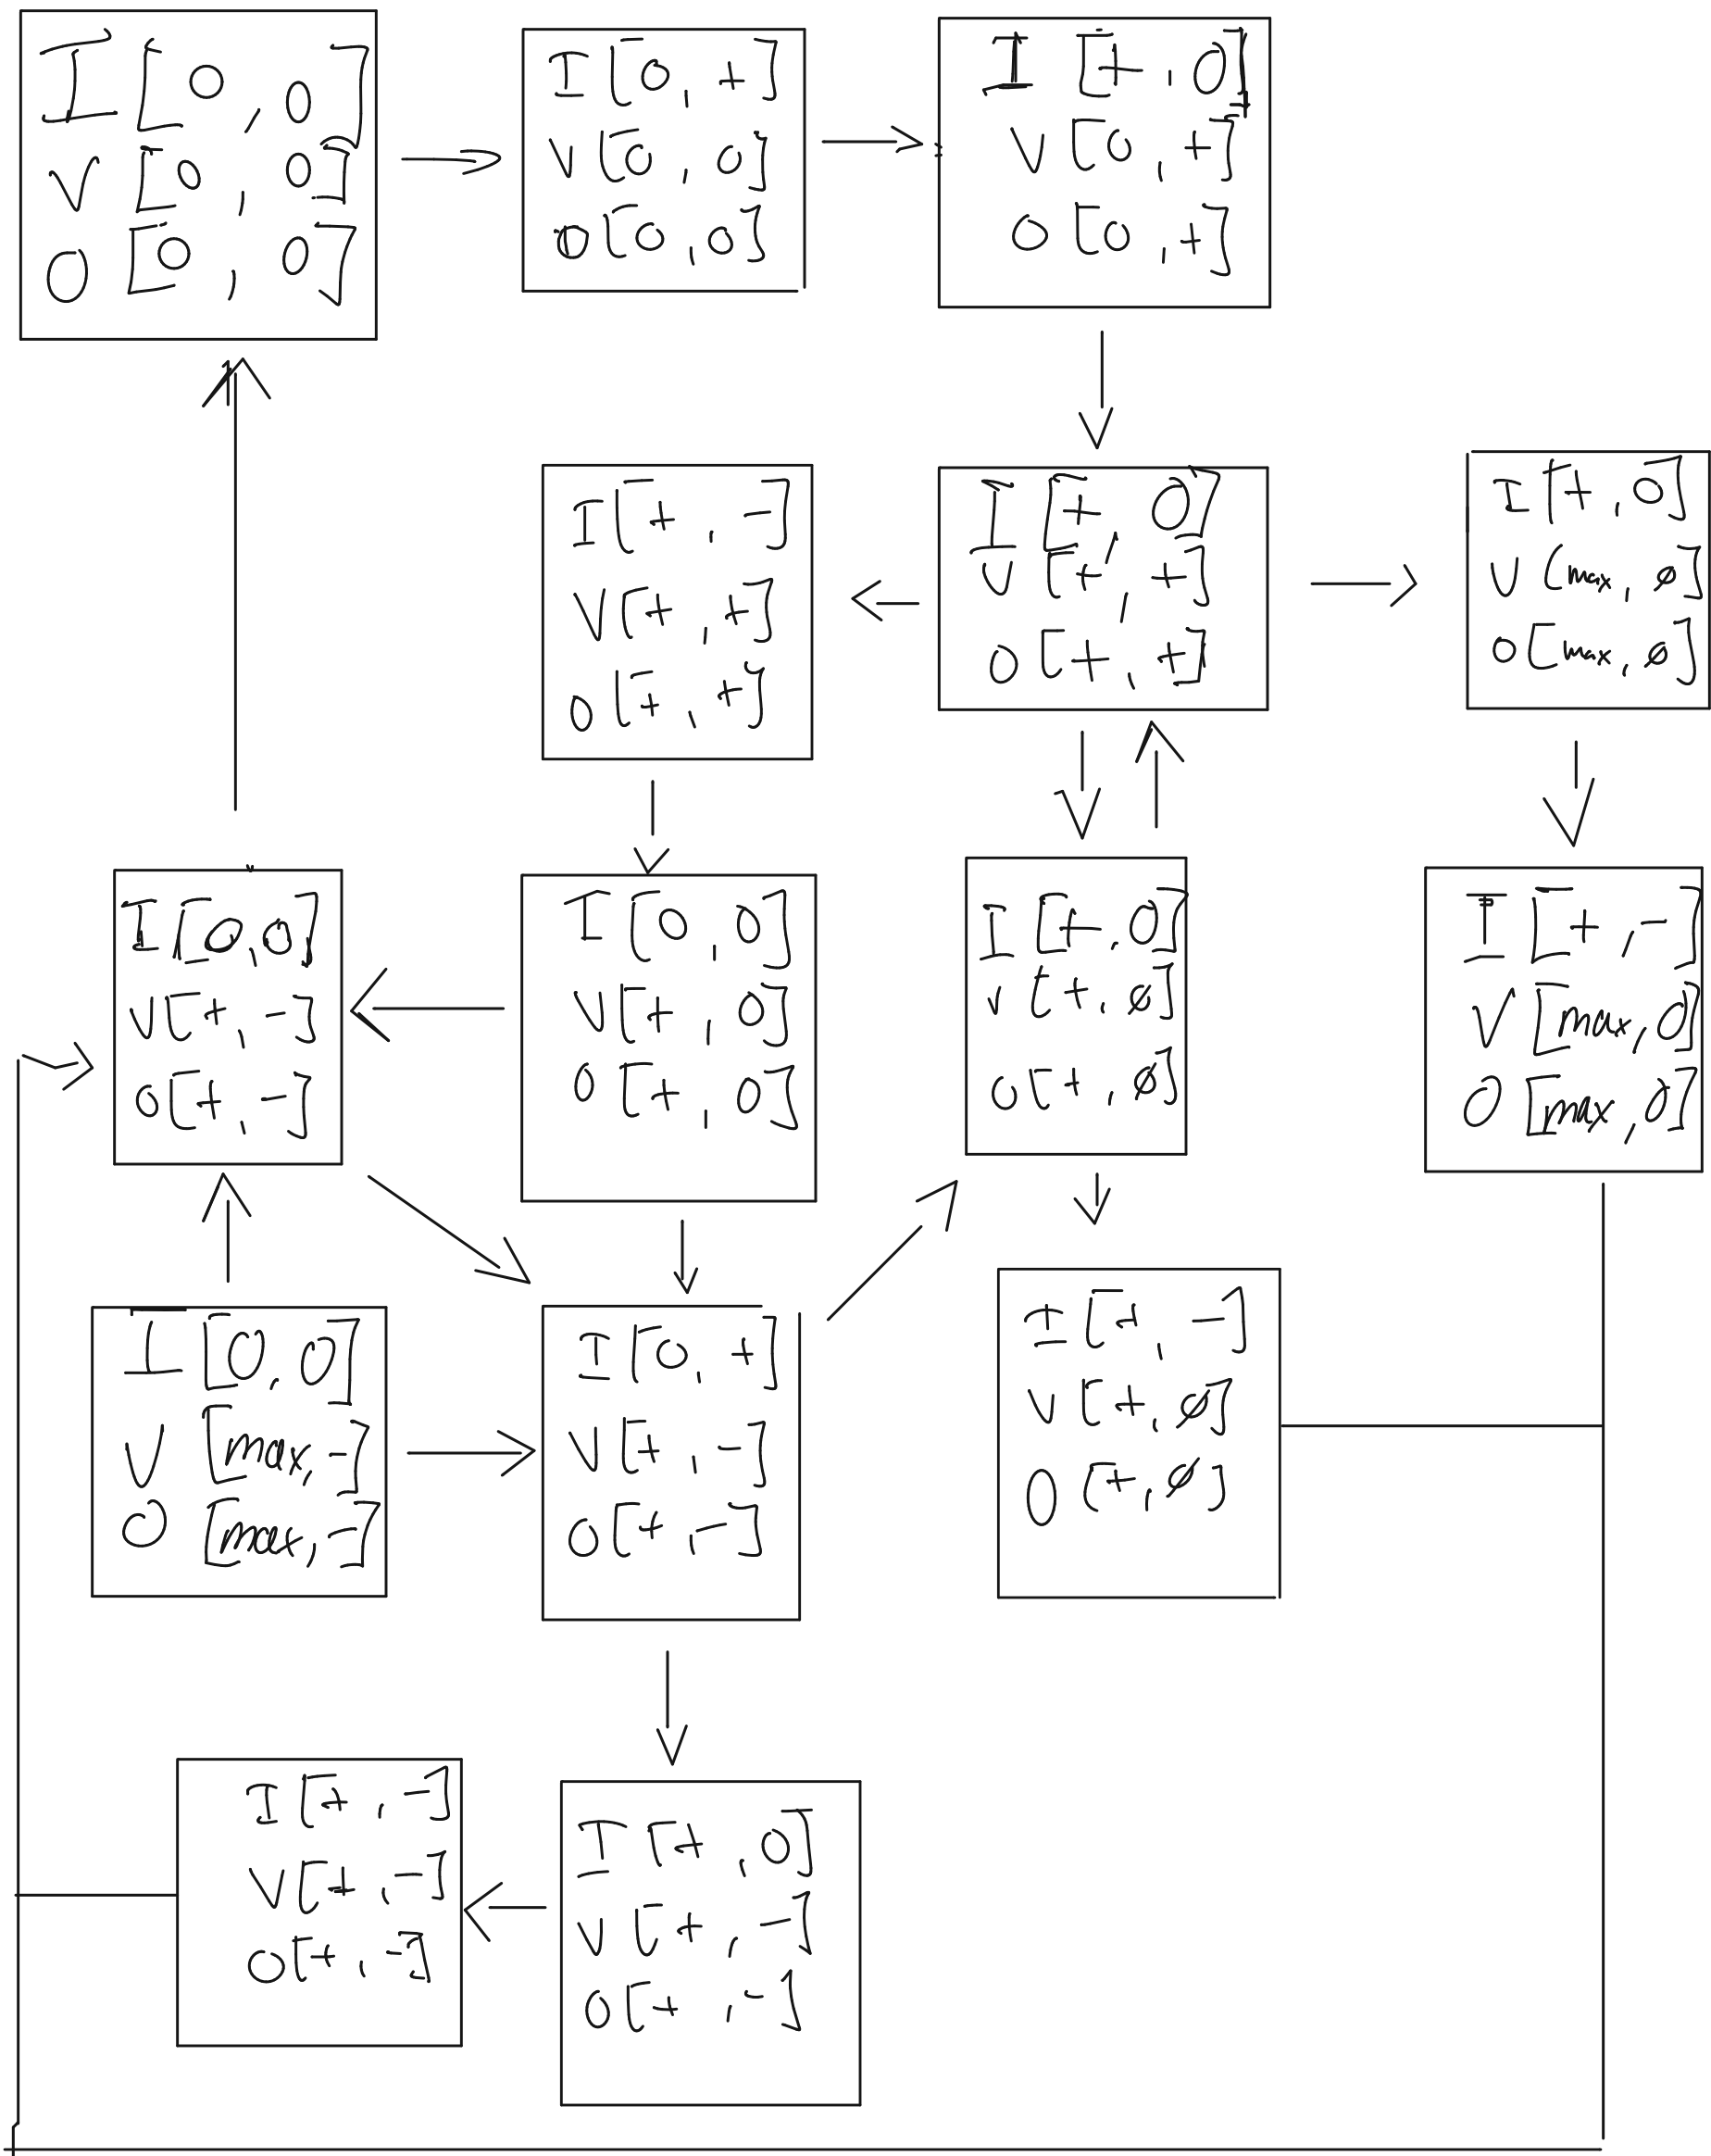 I [0, 0]
V [0, 0]
O [0, 0]
I [0, +]
V [0, 0]
O [0, 0]
I [+, 0]
V [0, +]
O [0, +]
I [+, -]
V [+, +]
O [+, +]
I [+, 0]
V [+, +]
O [+, +]
I [+, 0]
V [max, ø]
O [max, ø]
I [0,0]
V [+, -]
O [+, -]
I [0, 0]
V [+, 0]
O [+, 0]
I [+, 0]
V [+, ø]
O [+, ø]
I [+, -]
V [max, 0]
O [max, 0]
I [0, 0]
V [max, -]
O [max, -]
I [0, +]
V [+, -]
O [+, -]
I [+, -]
V [+, ø]
O [+, ø]
I [+, -]
V [+, -]
O [+, -]
I [+, 0]
V [+, -]
O [+, -]